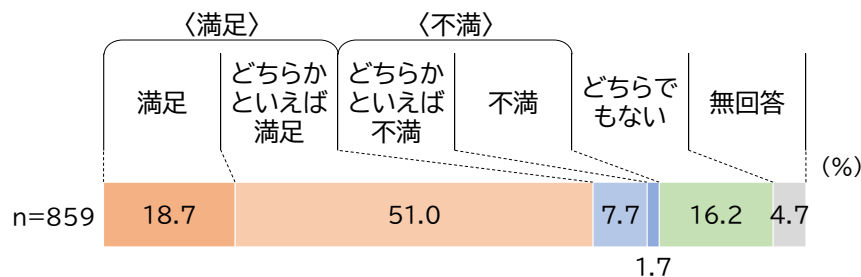 〈満足〉 〈不満〉
満足
どちらか
といえば
満足
どちらか
といえば
不満
不満
どちらで
もない
無回答
(%)
n=859 18.7 51.0 7.7 16.2 4.7
1.7